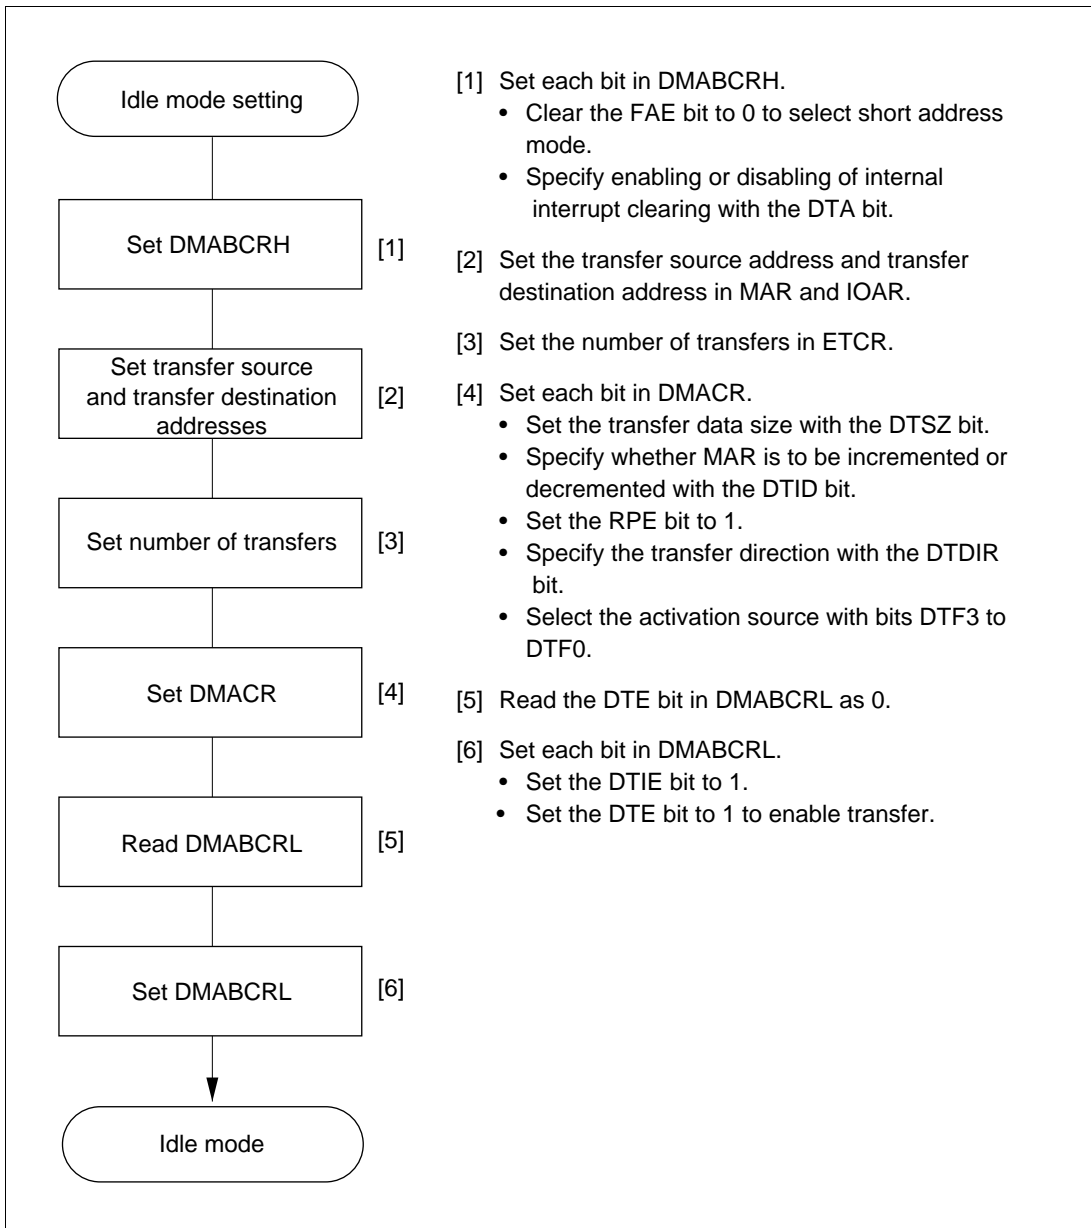 Idle mode setting
Set DMABCRH
[1]
Set transfer source
and transfer destination
addresses
[2]
Set number of transfers
[3]
Set DMACR
[4]
Read DMABCRL
[5]
Set DMABCRL
[6]
Idle mode
[1] Set each bit in DMABCRH.
• Clear the FAE bit to 0 to select short address
mode.
• Specify enabling or disabling of internal
interrupt clearing with the DTA bit.
[2] Set the transfer source address and transfer
destination address in MAR and IOAR.
[3] Set the number of transfers in ETCR.
[4] Set each bit in DMACR.
• Set the transfer data size with the DTSZ bit.
• Specify whether MAR is to be incremented or
decremented with the DTID bit.
• Set the RPE bit to 1.
• Specify the transfer direction with the DTDIR
bit.
• Select the activation source with bits DTF3 to
DTF0.
[5] Read the DTE bit in DMABCRL as 0.
[6] Set each bit in DMABCRL.
• Set the DTIE bit to 1.
• Set the DTE bit to 1 to enable transfer.